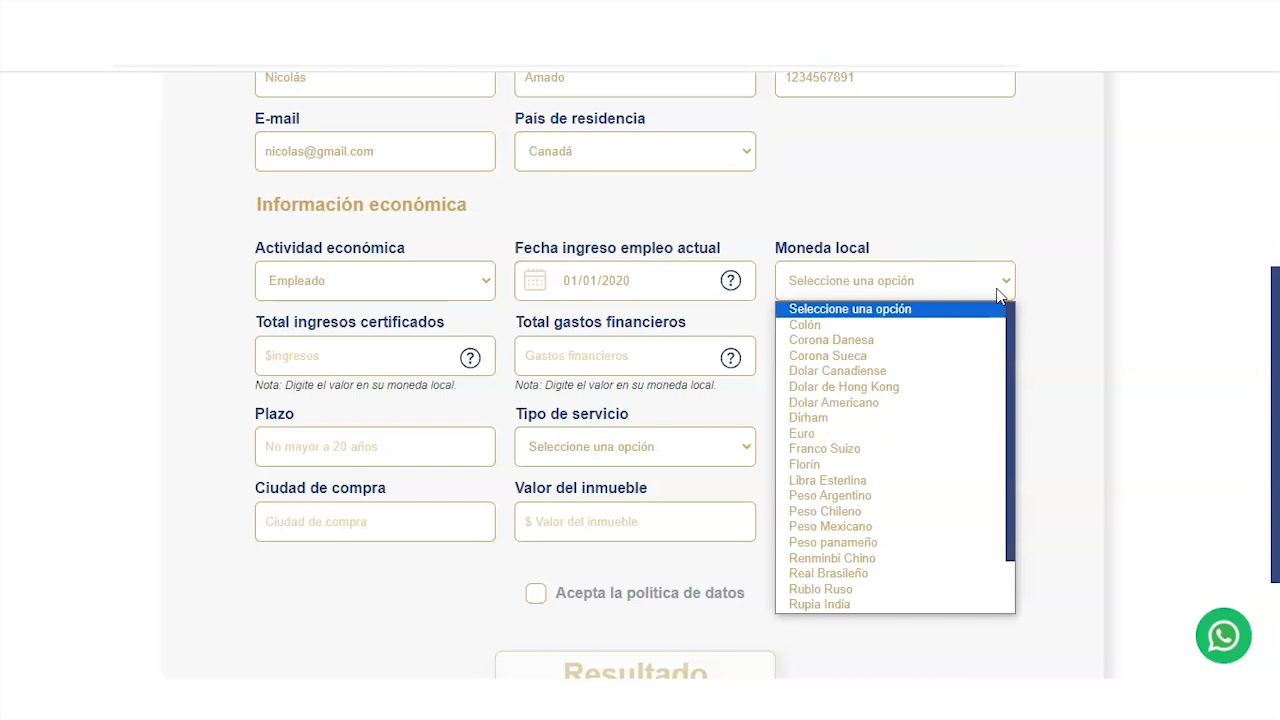 Nicolás Amado 1234567891
E-mail País de residencia
nicolas@gmail.com Canadá
Información económica
Actividad económica Fecha ingreso empleo actual Moneda local
Empleado 01/01/2020 ? Seleccione una opción
Total ingresos certificados Total gastos financieros
$ingresos ? Gastos financieros ?
Nota: Digite el valor en su moneda local. Nota: Digite el valor en su moneda local.
Plazo Tipo de servicio
No mayor a 20 años Seleccione una opción
Ciudad de compra Valor del inmueble
Ciudad de compra $ Valor del inmueble
Seleccione una opción
Colón
Corona Danesa
Corona Sueca
Dolar Canadiense
Dolar de Hong Kong
Dolar Americano
Dirham
Euro
Franco Suizo
Florín
Libra Esterlina
Peso Argentino
Peso Chileno
Peso Mexicano
Peso panameño
Renminbi Chino
Real Brasileño
Rublo Ruso
Rupia India
Acepta la política de datos
Resultado